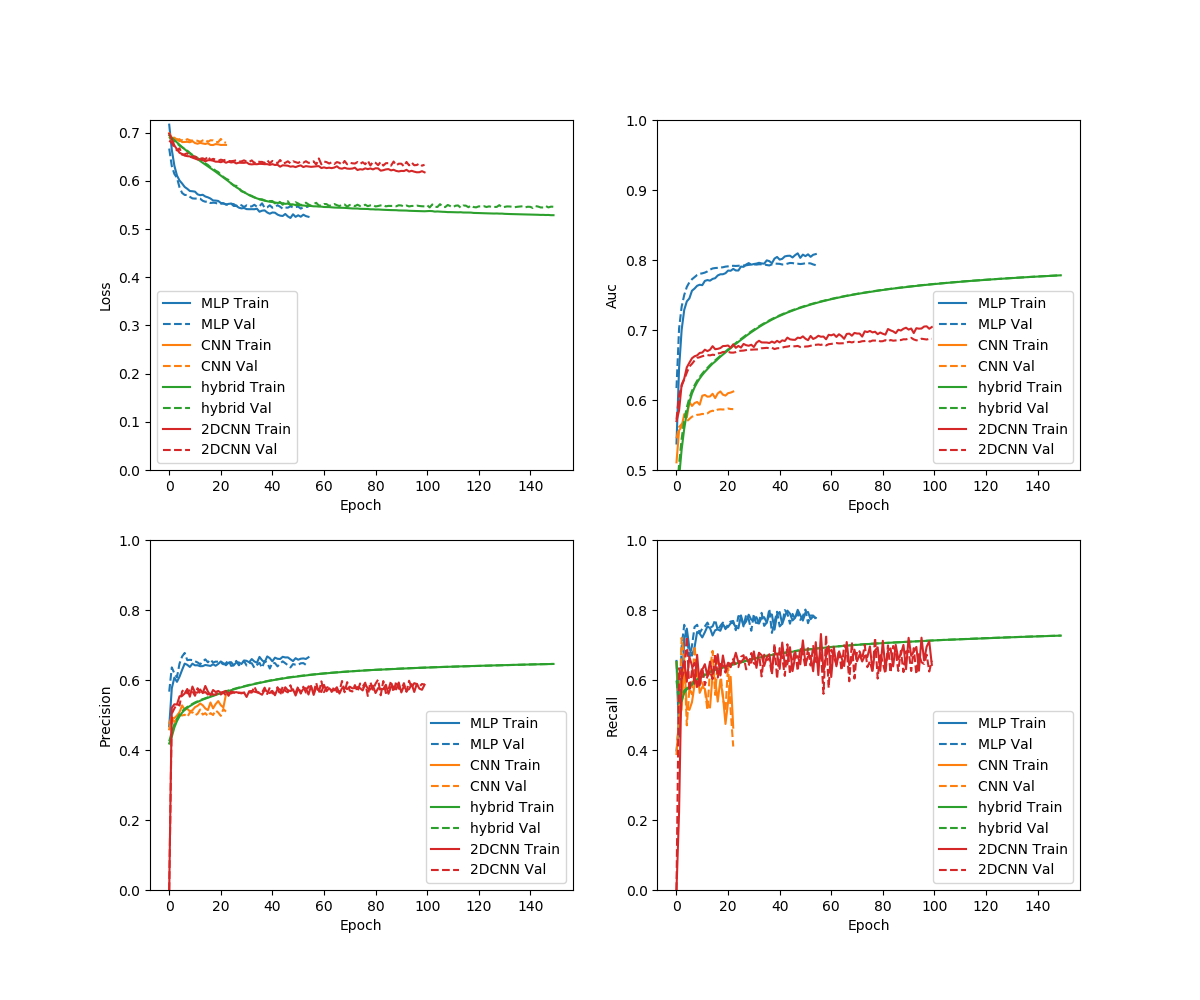 0.7
0.6
0.5
0.4
0.3
0.2
0.1
0.0
Loss
MLP Train
MLP Val
CNN Train
CNN Val
hybrid Train
hybrid Val
2DCNN Train
2DCNN Val
0 20 40 60 80 100 120 140
Epoch
1.0
0.9
0.8
0.7
0.6
0.5
Auc
MLP Train
MLP Val
CNN Train
CNN Val
hybrid Train
hybrid Val
2DCNN Train
2DCNN Val
0 20 40 60 80 100 120 140
Epoch
1.0
0.8
0.6
0.4
0.2
0.0
Precision
MLP Train
MLP Val
CNN Train
CNN Val
hybrid Train
hybrid Val
2DCNN Train
2DCNN Val
0 20 40 60 80 100 120 140
Epoch
1.0
0.8
0.6
0.4
0.2
0.0
Recall
MLP Train
MLP Val
CNN Train
CNN Val
hybrid Train
hybrid Val
2DCNN Train
2DCNN Val
0 20 40 60 80 100 120 140
Epoch